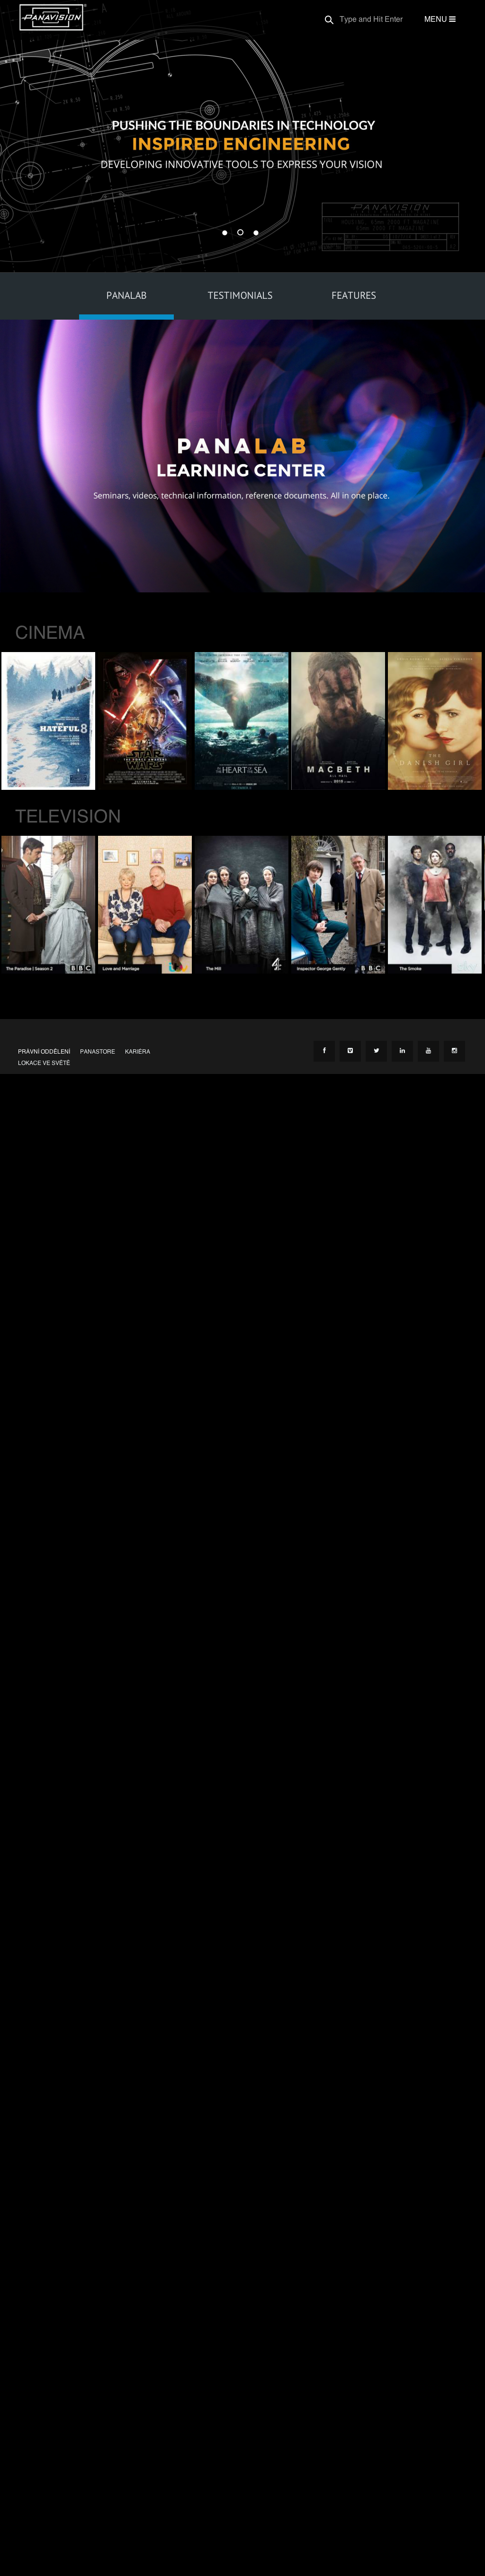 PANAVISION
Type and Hit Enter
MENU
PUSHING THE BOUNDARIES IN TECHNOLOGY
INSPIRED ENGINEERING
DEVELOPING INNOVATIVE TOOLS TO EXPRESS YOUR VISION
PANAVISION
PANALAB
TESTIMONIALS
FEATURES
PANALAB
LEARNING CENTER
Seminars, videos, technical information, reference documents. All in one place.
CINEMA
THE
HATEFUL 8
STAR
THE FORCE AWAKENS
WARS
IN THE HEART OF THE SEA
MACBETH
THE
DANISH GIRL
TELEVISION
The Paradise | Season 2
BBC
Love and Marriage
The Mill
4
Inspector George Gently
BBC
The Smoke
PRÁVNÍ ODDĚLENÍ
PANASTORE
KARIÉRA
LOKACE VE SVĚTĚ